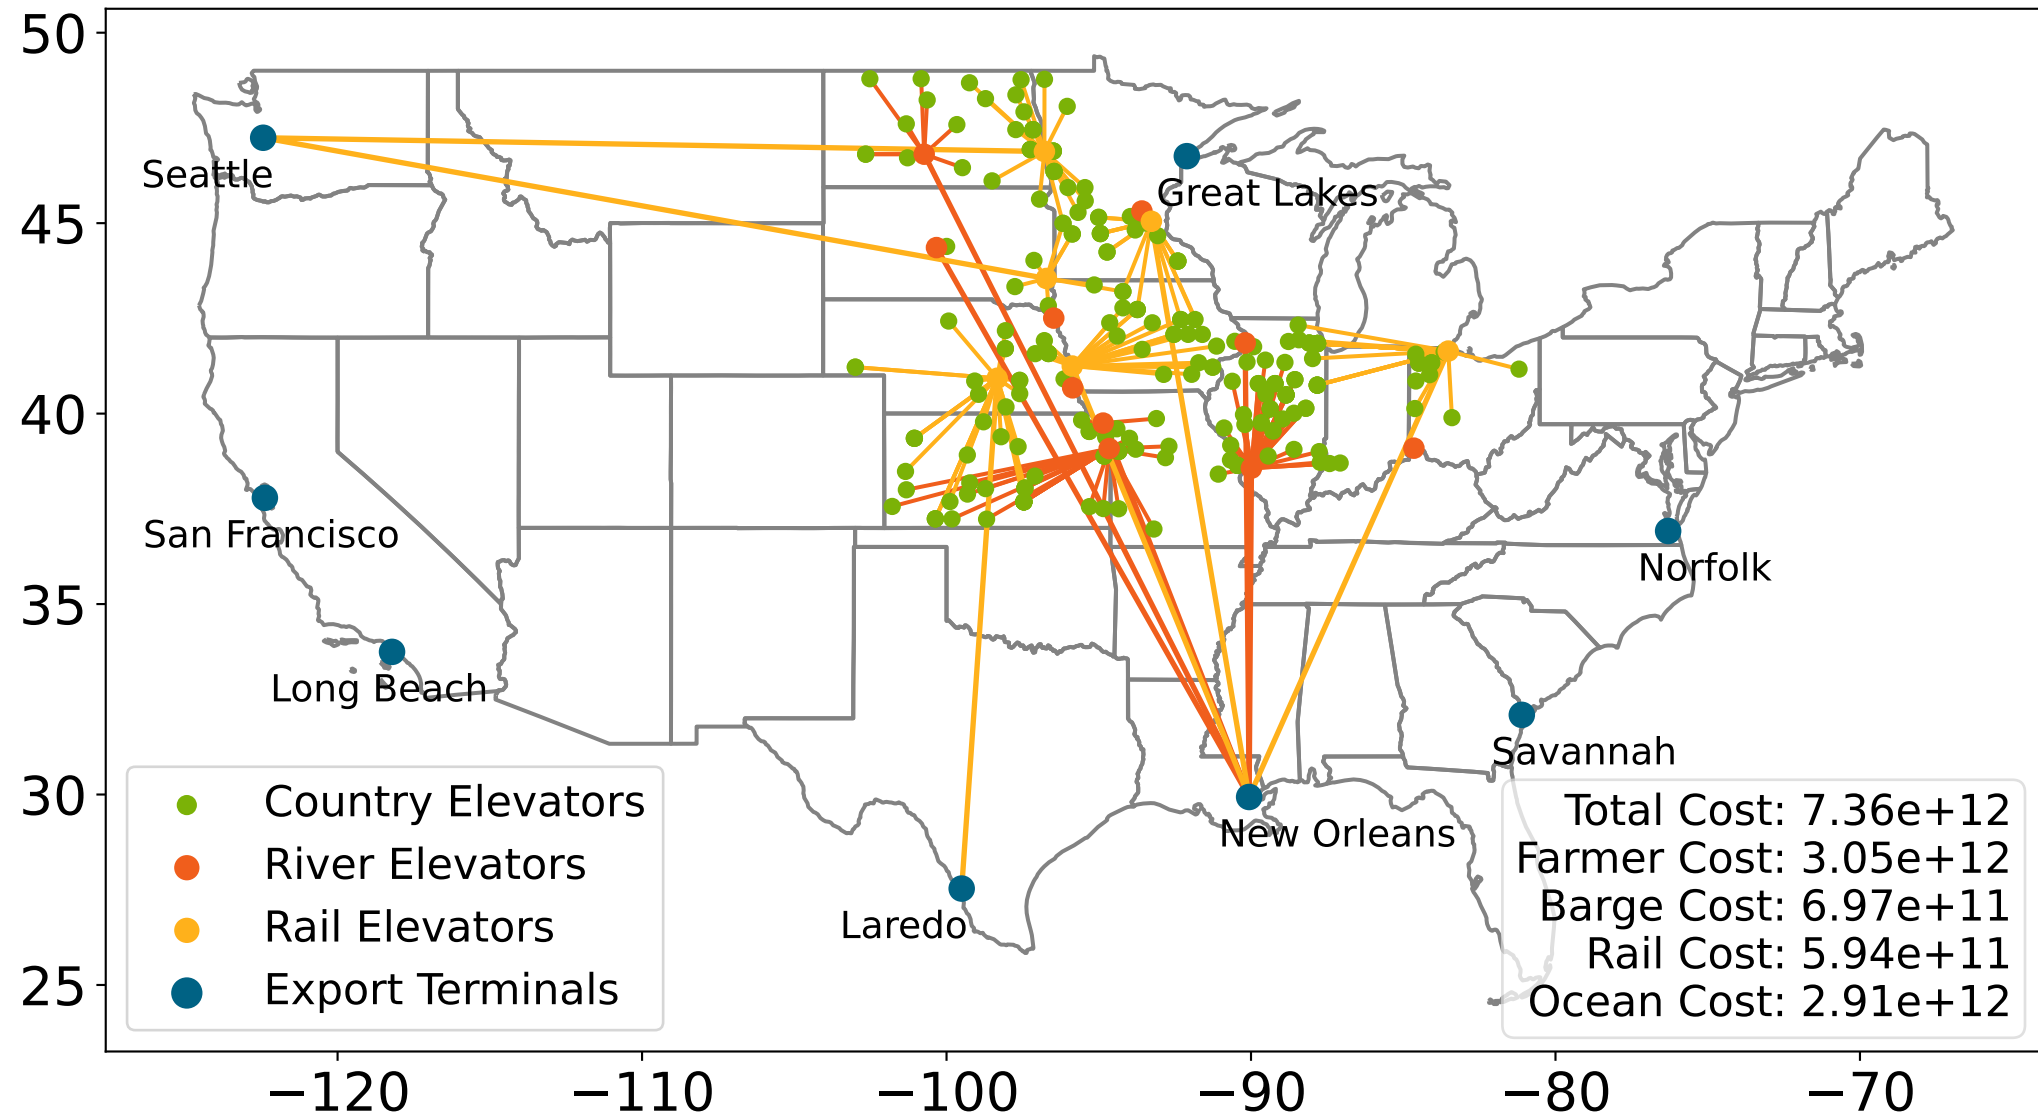 50
45
40
35
30
25
−120
−110
−100
−90
−80
−70
Seattle
Great Lakes
San Francisco
Norfolk
Long Beach
Savannah
New Orleans
Laredo
Country Elevators
River Elevators
Rail Elevators
Export Terminals
Total Cost: 7.36e+12
Farmer Cost: 3.05e+12
Barge Cost: 6.97e+11
Rail Cost: 5.94e+11
Ocean Cost: 2.91e+12